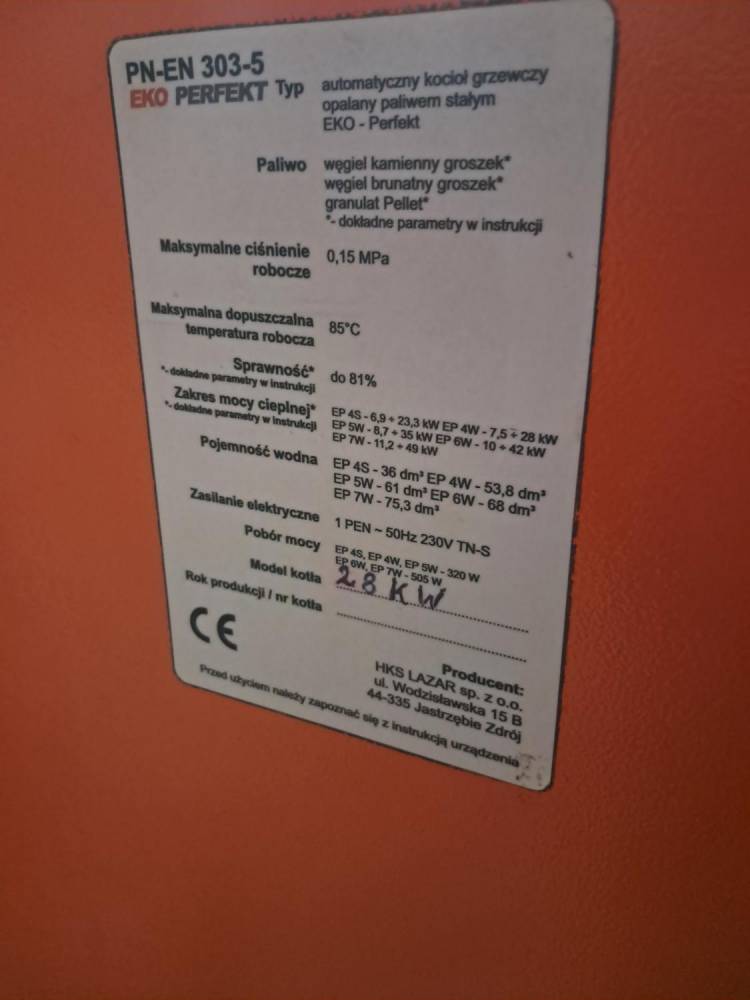 PN-EN 303-5
EKO PERFEKT Typ automatyczny kocioł grzewczy
opalany paliwem stałym
EKO - Perfekt
Paliwo węgiel kamienny groszek*
węgiel brunatny groszek*
granulat Pellet*
*- dokładne parametry w instrukcji
Maksymalne ciśnienie robocze 0,15 MPa
Maksymalna dopuszczalna temperatura robocza 85°C
Sprawność* do 81%
*- dokładne parametry w instrukcji
Zakres mocy cieplnej* EP 4S - 6,9 ÷ 23,3 kW EP 4W - 7,5 ÷ 28 kW
*- dokładne parametry w instrukcji EP 5W - 8,7 ÷ 35 kW EP 6W - 10 ÷ 42 kW
EP 7W - 11,2 ÷ 49 kW
Pojemność wodna EP 4S - 36 dm³ EP 4W - 53,8 dm³
EP 5W - 61 dm³ EP 6W - 68 dm³
EP 7W - 75,3 dm³
Zasilanie elektryczne 1 PEN ~ 50Hz 230V TN-S
Pobór mocy EP 4S, EP 4W, EP 5W - 320 W
EP 6W, EP 7W - 505 W
Model kotła 28 KW
Rok produkcji / nr kotła
CE
Producent:
HKS LAZAR sp. z o.o.
ul. Wodzisławska 15 B
44-335 Jastrzębie Zdrój
Przed użyciem należy zapoznać się z instrukcją urządzenia